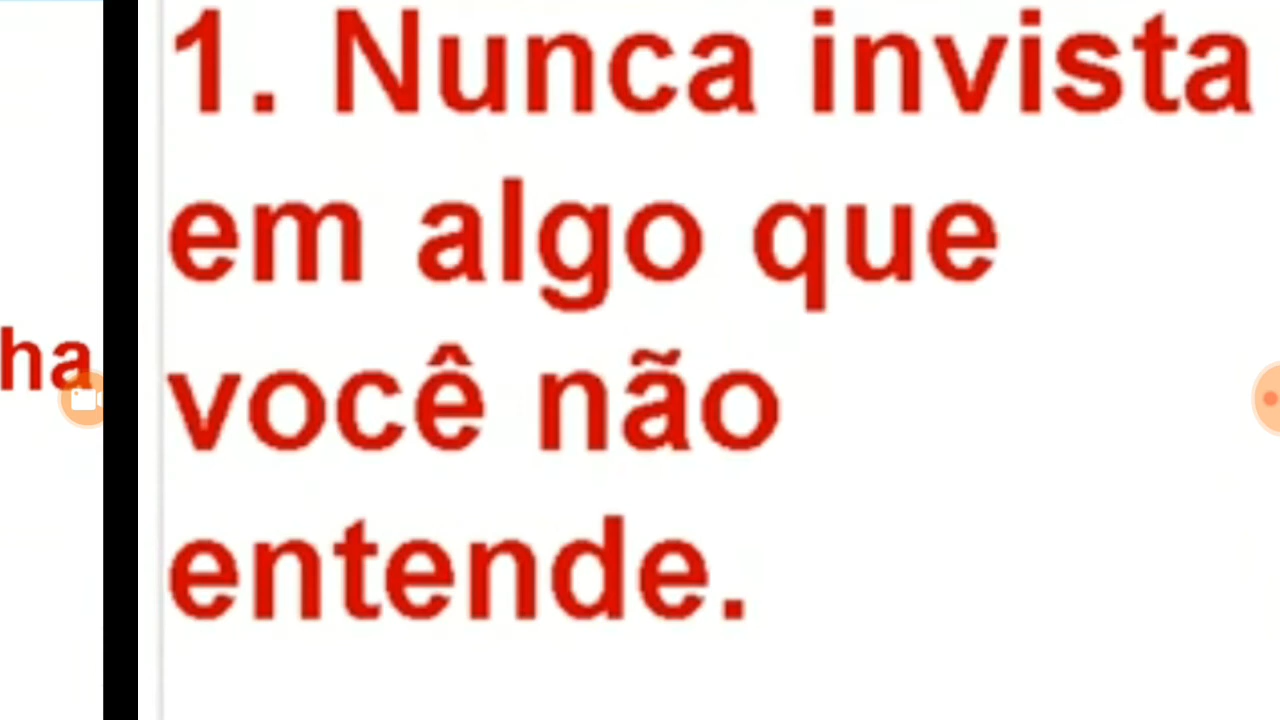 1. Nunca invista
em algo que
você não
entende.
ha